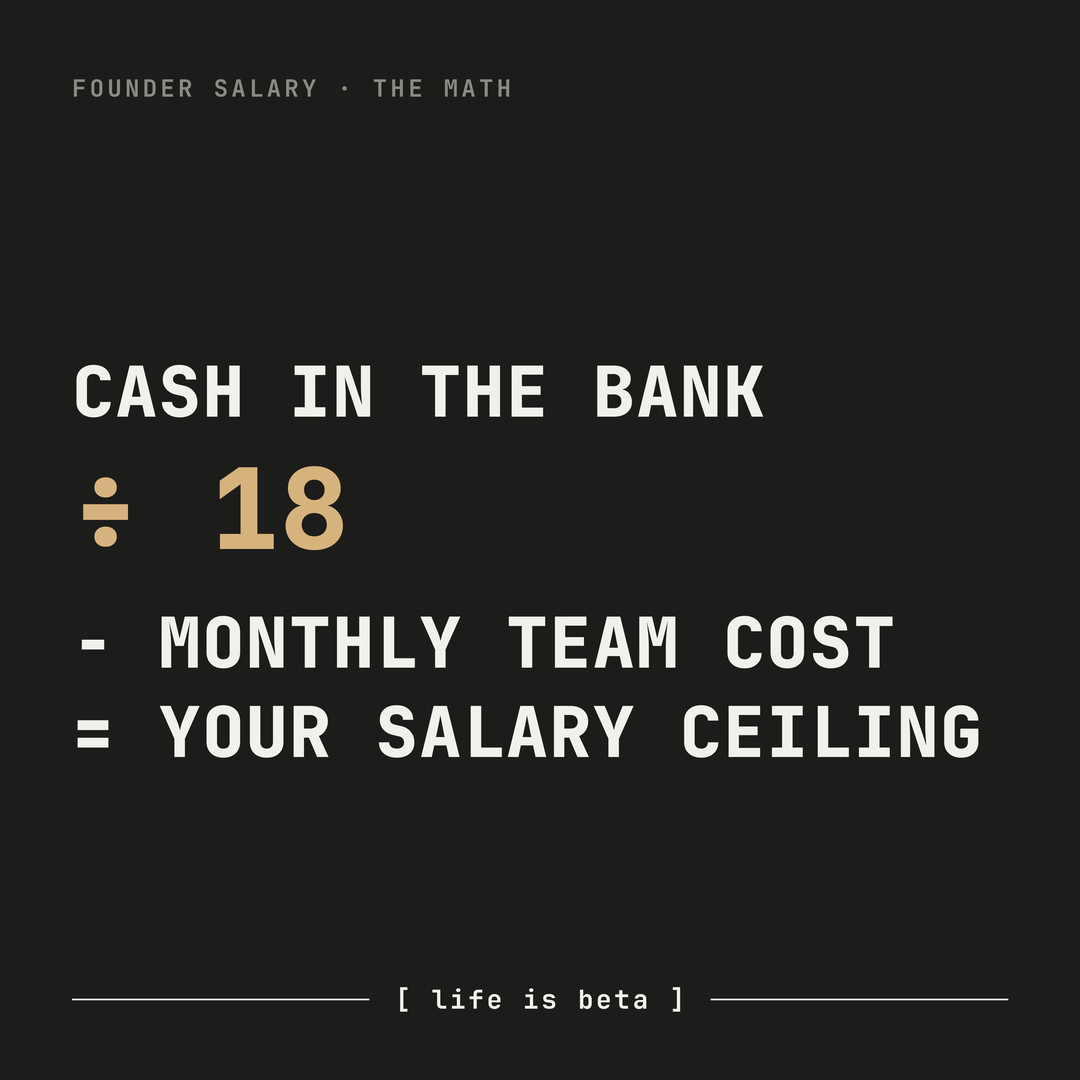 FOUNDER SALARY · THE MATH
CASH IN THE BANK
÷ 18
- MONTHLY TEAM COST
= YOUR SALARY CEILING
[ life is beta ]